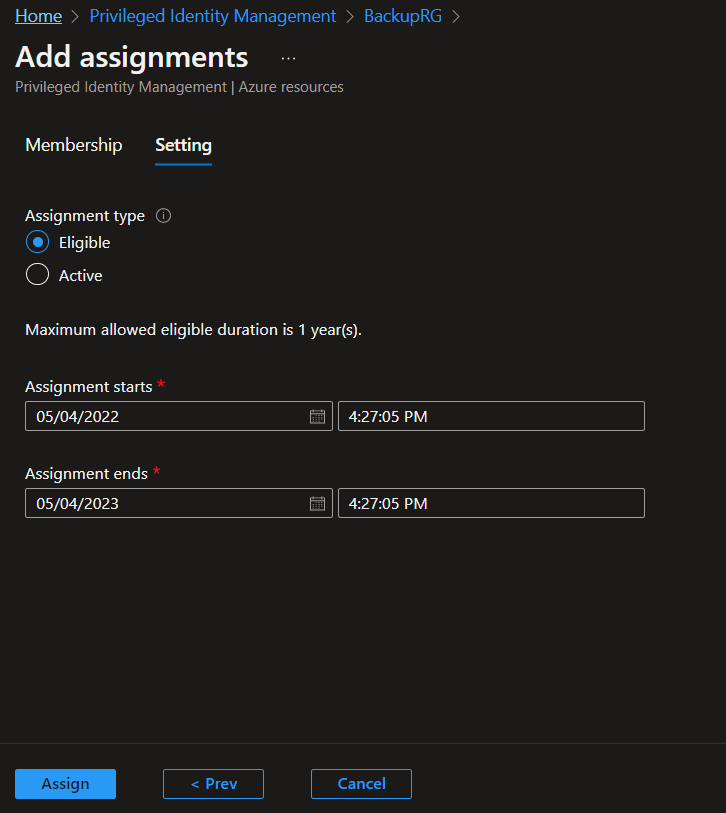 Home > Privileged Identity Management > BackupRG >
Add assignments ...
Privileged Identity Management | Azure resources
Membership Setting
Assignment type
Eligible
Active
Maximum allowed eligible duration is 1 year(s).
Assignment starts *
05/04/2022 4:27:05 PM
Assignment ends *
05/04/2023 4:27:05 PM
Assign < Prev Cancel